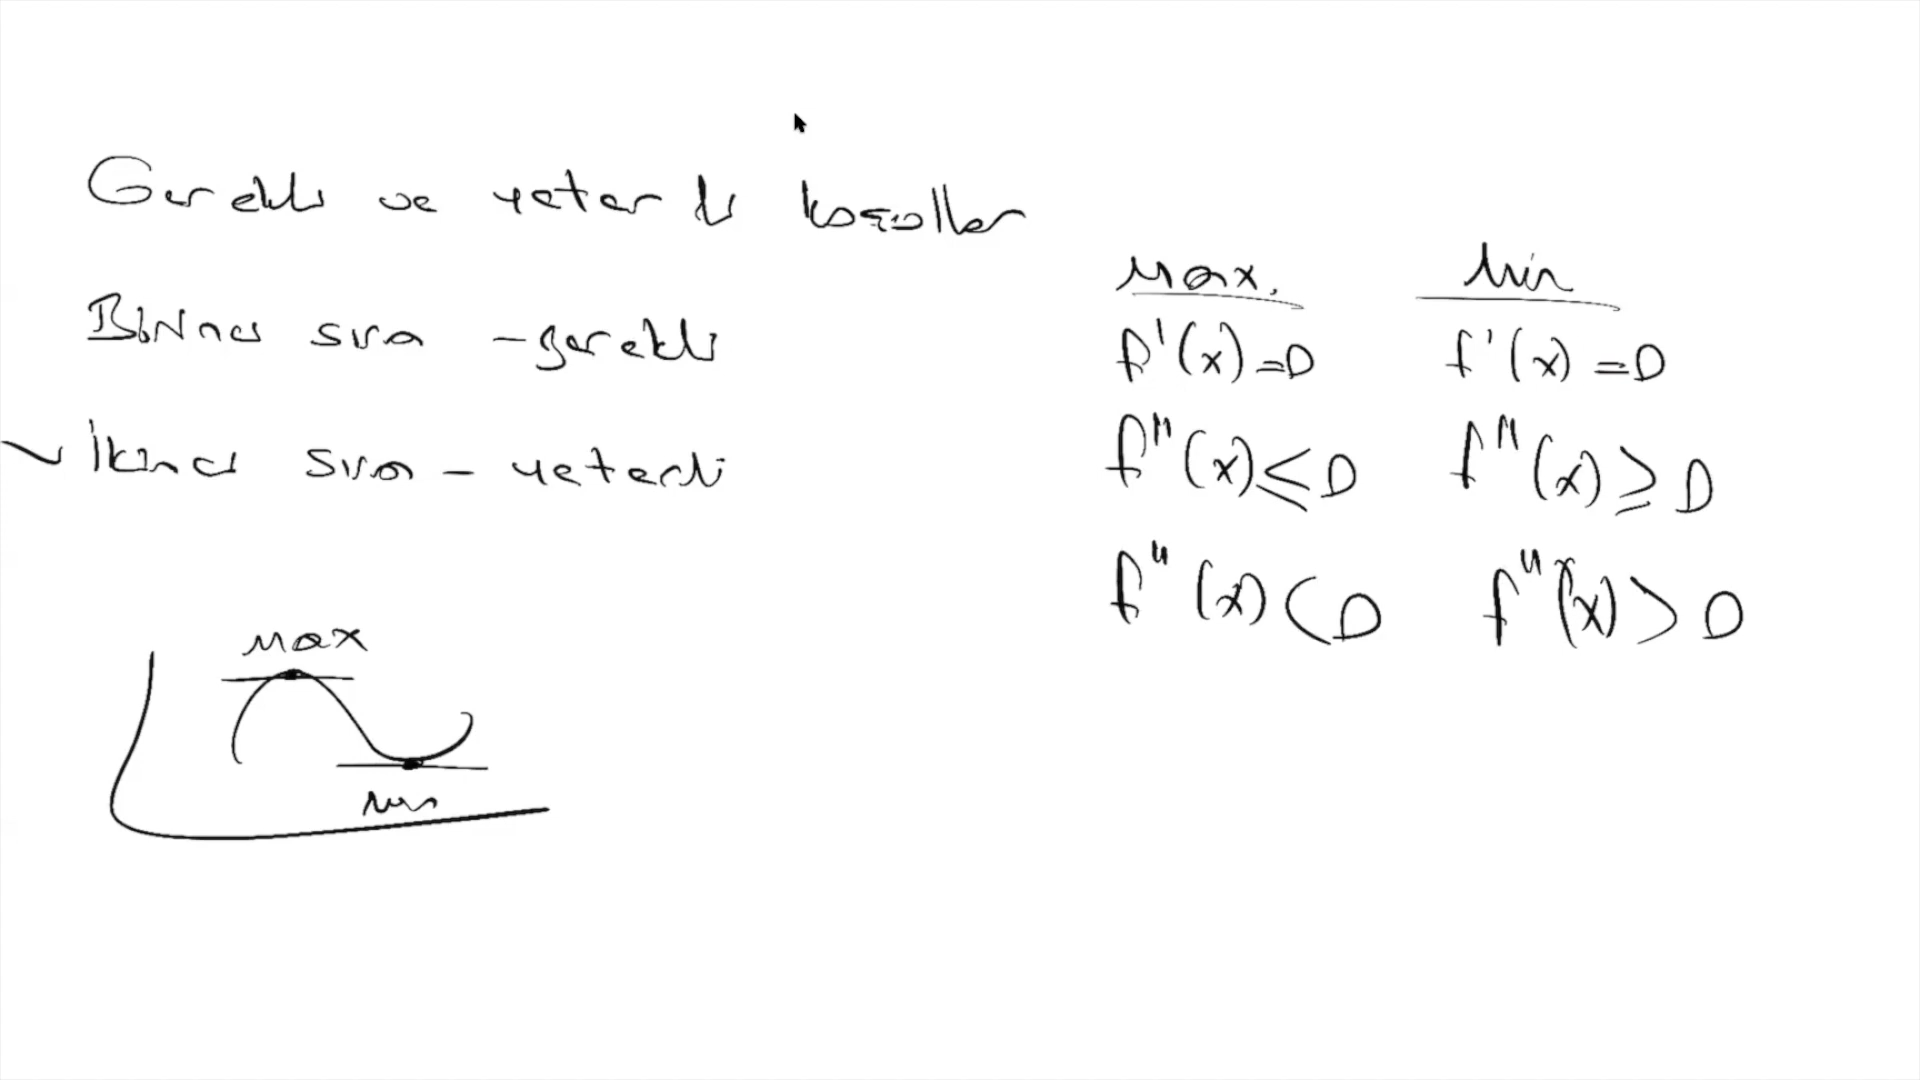 Gerekli ve yeterli koşullar
Birinci sıra - gerekli
İkinci sıra - yeterli
Max. Min
f'(x)=0 f'(x)=0
f''(x)≤0 f''(x)≥0
f''(x)<0 f''(x)>0
Max
Min